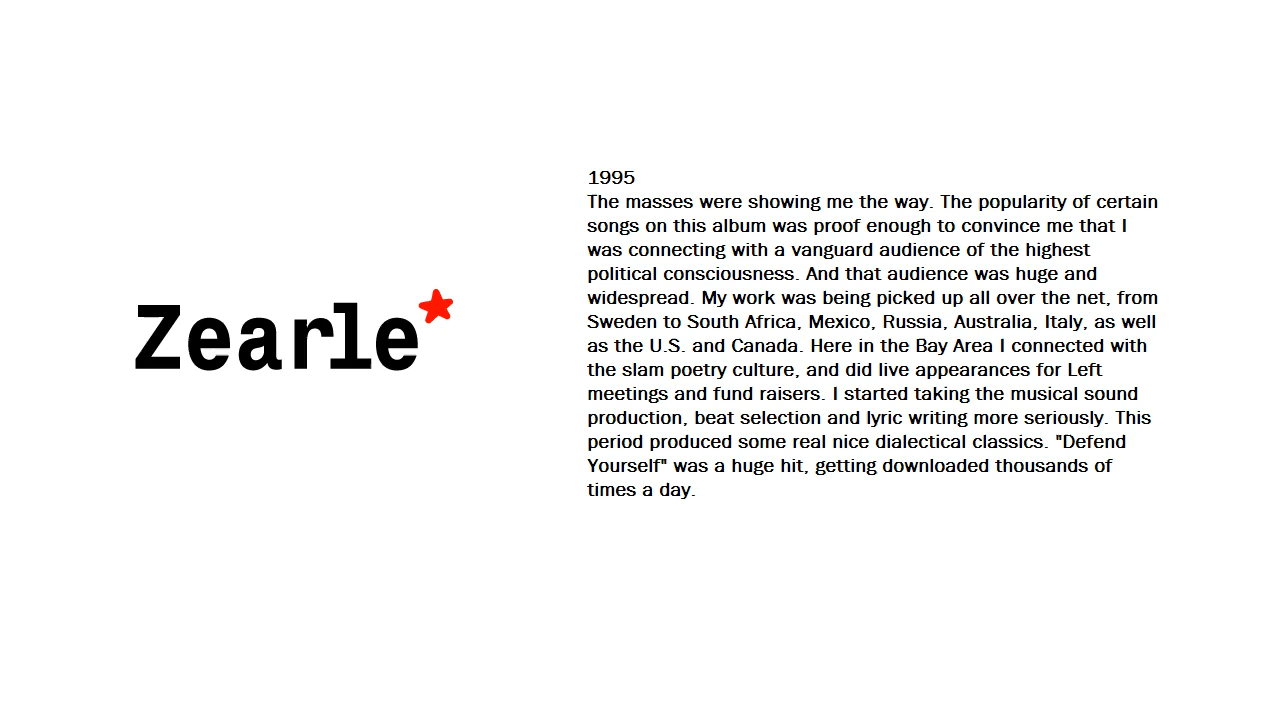 Zearle
1995
The masses were showing me the way. The popularity of certain
songs on this album was proof enough to convince me that I
was connecting with a vanguard audience of the highest
political consciousness. And that audience was huge and
widespread. My work was being picked up all over the net, from
Sweden to South Africa, Mexico, Russia, Australia, Italy, as well
as the U.S. and Canada. Here in the Bay Area I connected with
the slam poetry culture, and did live appearances for Left
meetings and fund raisers. I started taking the musical sound
production, beat selection and lyric writing more seriously. This
period produced some real nice dialectical classics. "Defend
Yourself" was a huge hit, getting downloaded thousands of
times a day.